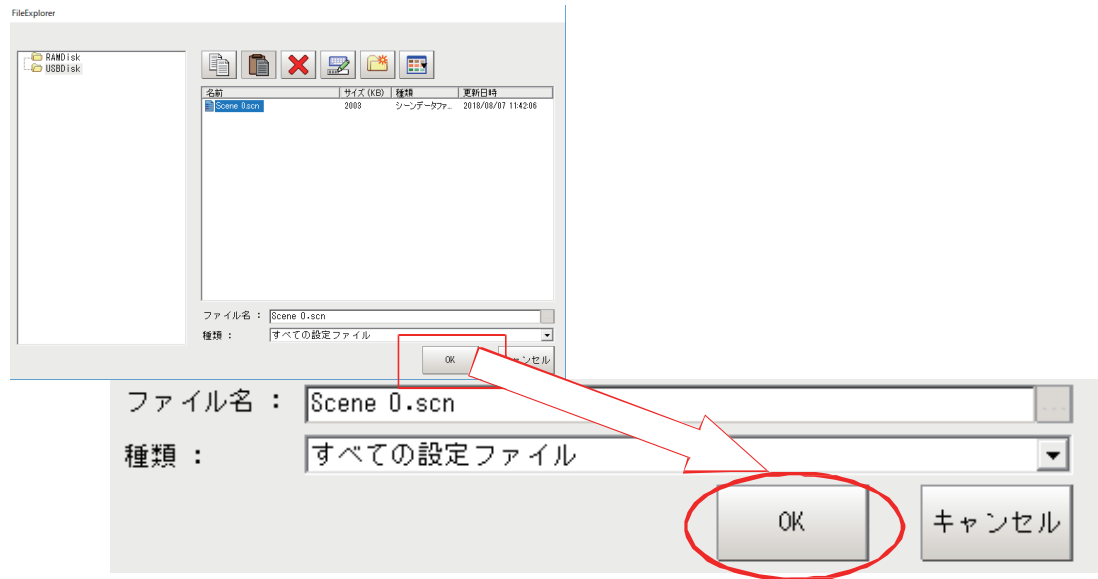 FileExplorer
RAMDisk
USBDisk
名前 サイズ(KB) 種類 更新日時
Scene 0.scn 2003 シーンデータファ... 2018/08/07 11:42:06
ファイル名 : Scene 0.scn
種類 : すべての設定ファイル
OK キャンセル
ファイル名 : Scene 0.scn ...
種類 : すべての設定ファイル
OK キャンセル